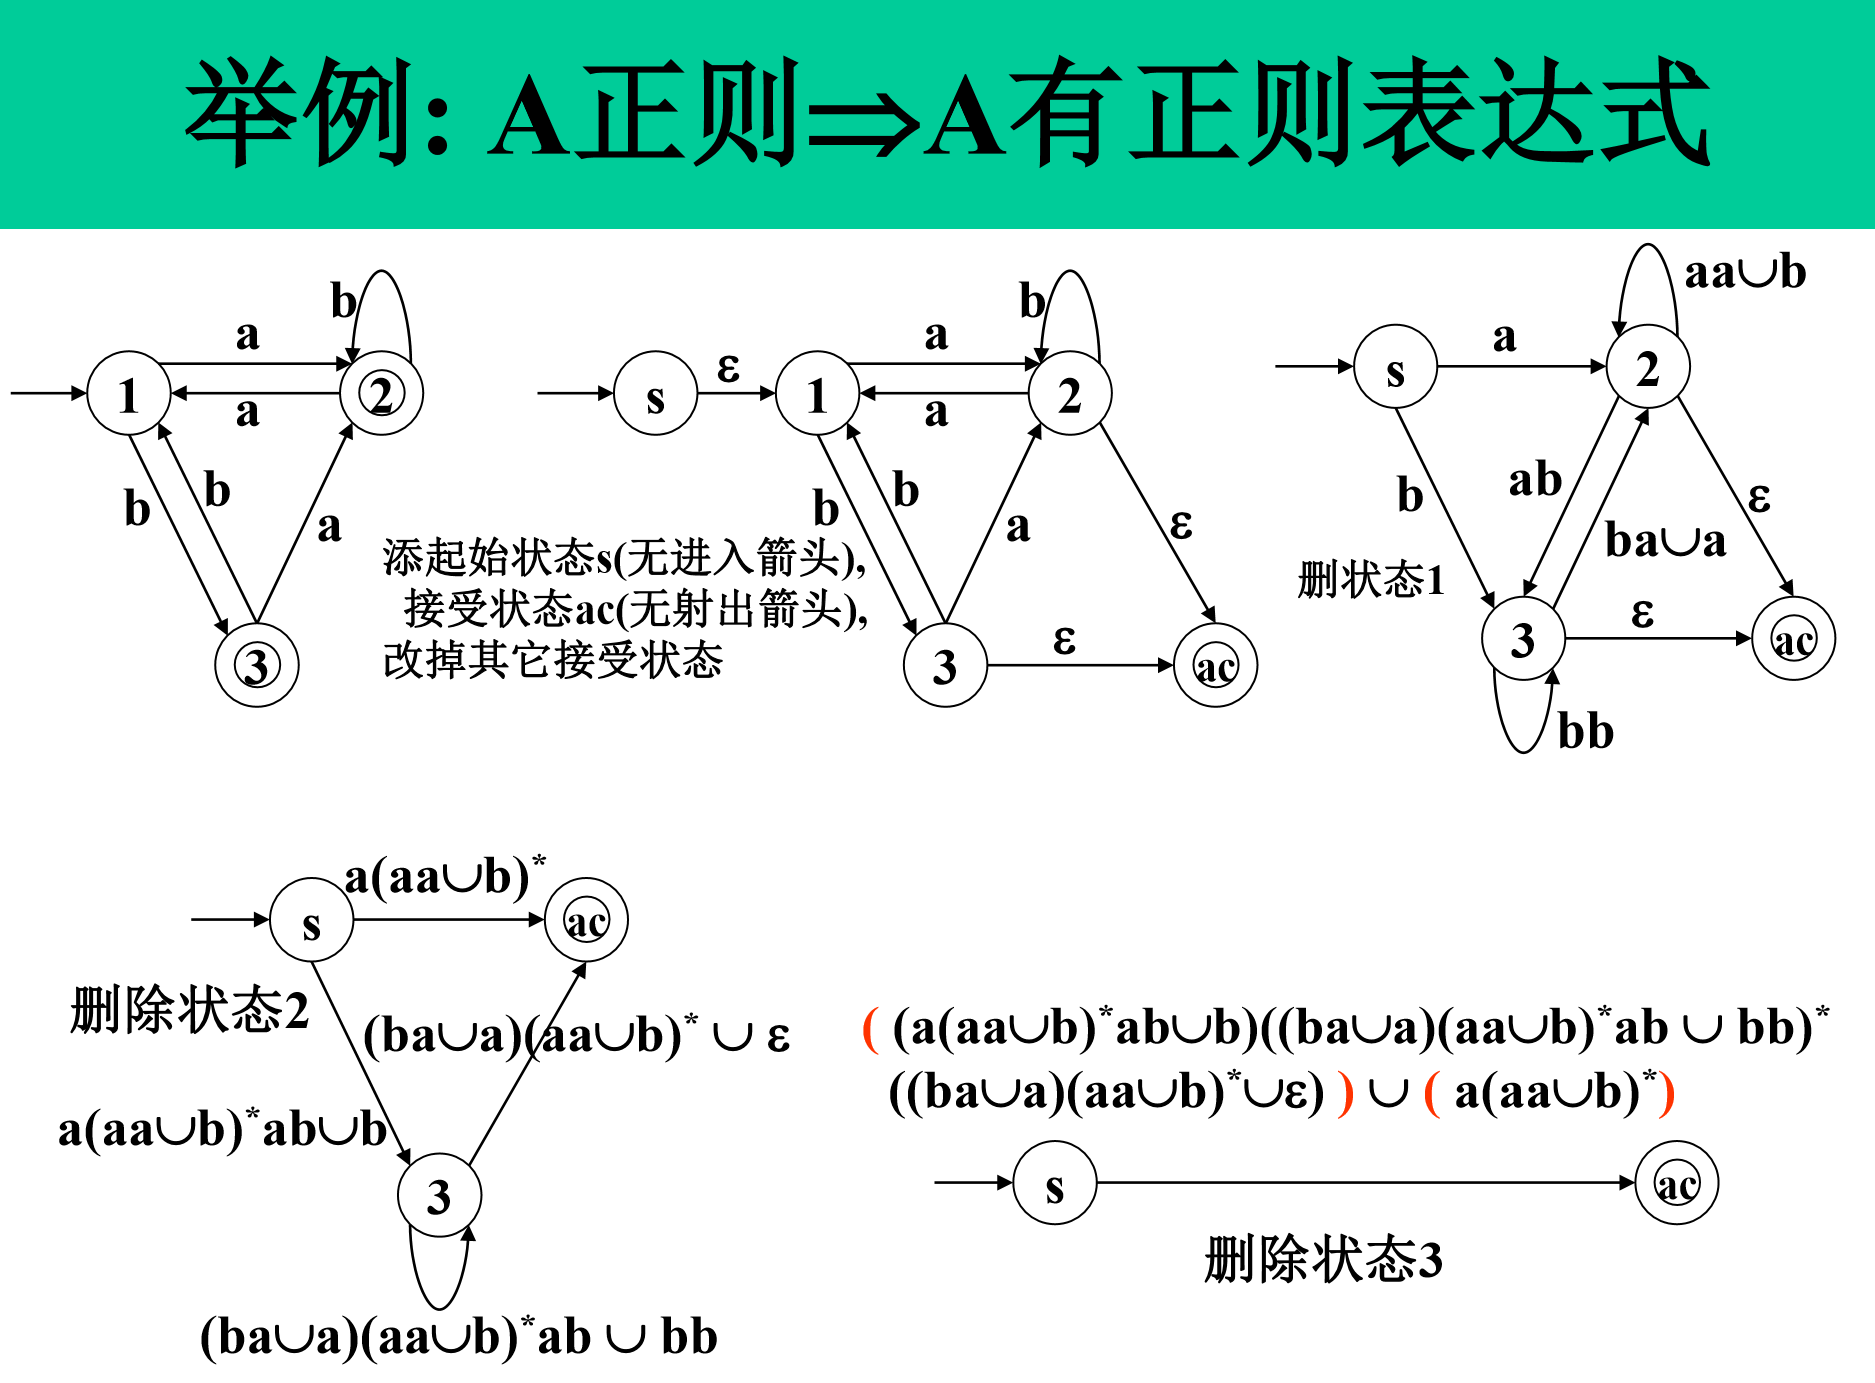 举例: A正则⇒A有正则表达式
b
a
1
2
a
b
b
a
3
b
a
s
ε
1
2
a
b
b
a
ε
3
ε
ac
添起始状态s(无进入箭头),
接受状态ac(无射出箭头),
改掉其它接受状态
aa∪b
s
a
2
b
ab
ba∪a
ε
删状态1
3
ε
ac
bb
a(aa∪b)*
s
ac
删除状态2
(ba∪a)(aa∪b)* ∪ ε
a(aa∪b)*ab∪b
3
(ba∪a)(aa∪b)*ab ∪ bb
( (a(aa∪b)*ab∪b)((ba∪a)(aa∪b)*ab ∪ bb)*
((ba∪a)(aa∪b)*∪ε) ) ∪ ( a(aa∪b)*)
s
ac
删除状态3